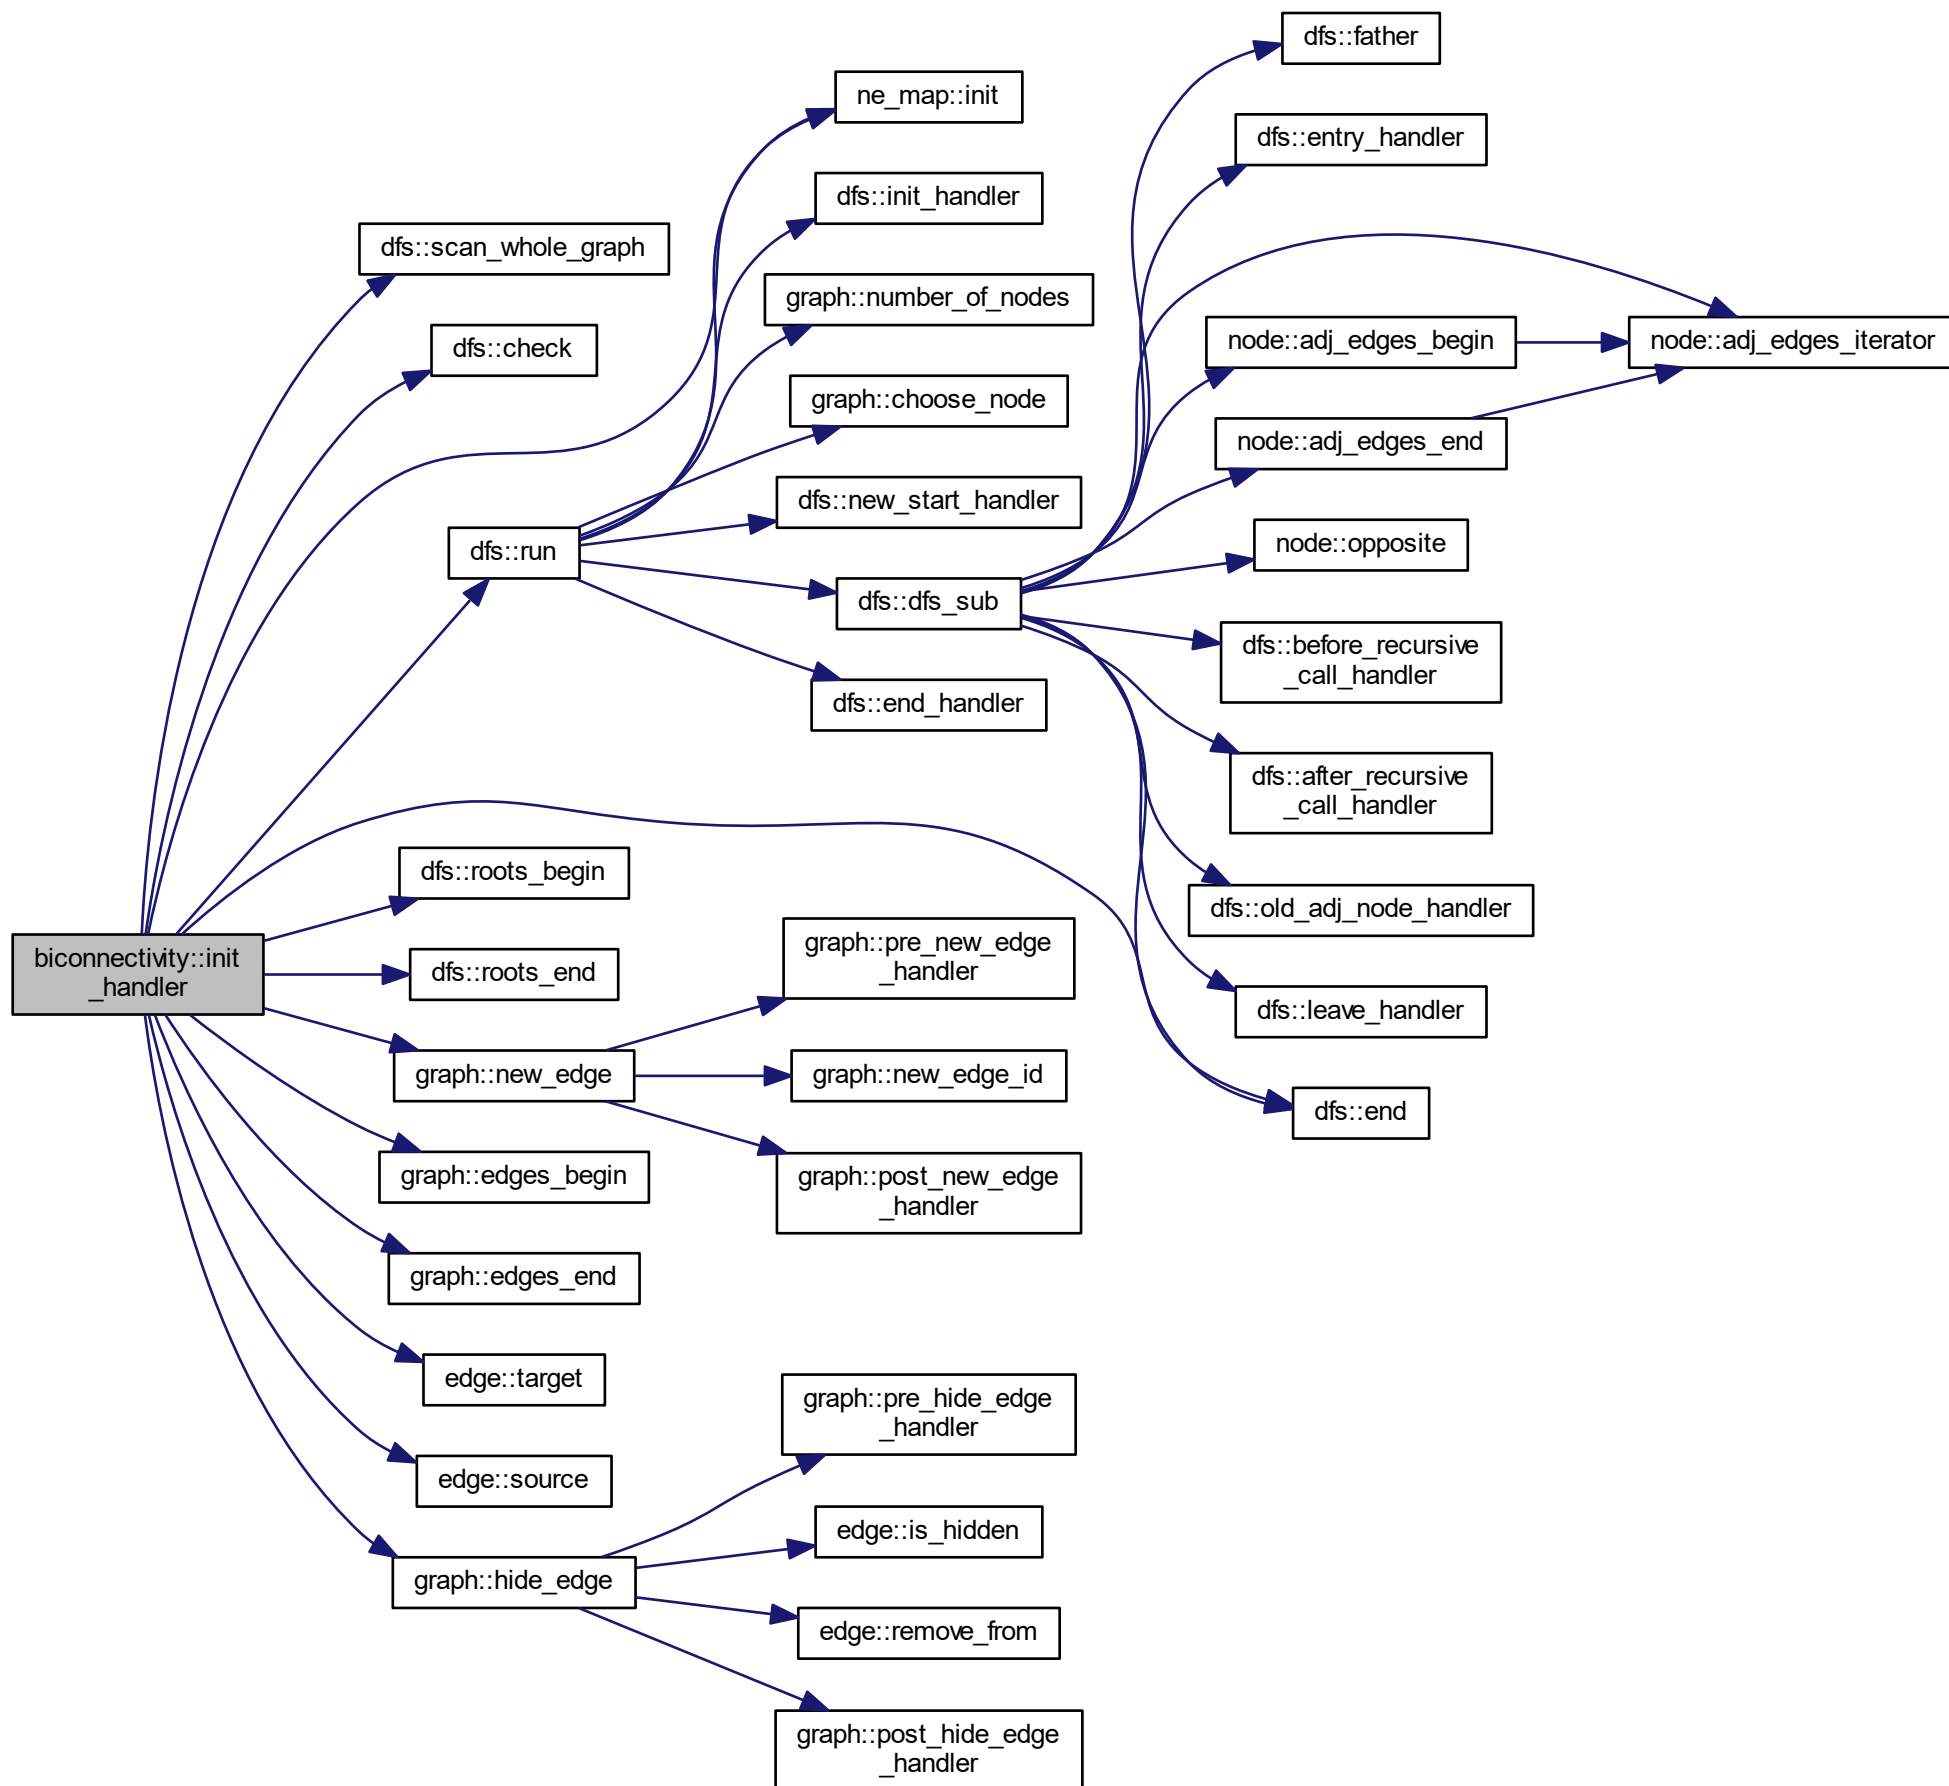 dfs::father
ne_map::init
dfs::entry_handler
dfs::init_handler
dfs::scan_whole_graph
graph::number_of_nodes
dfs::check
node::adj_edges_begin
node::adj_edges_iterator
graph::choose_node
node::adj_edges_end
dfs::new_start_handler
dfs::run
node::opposite
dfs::dfs_sub
dfs::before_recursive
_call_handler
dfs::end_handler
dfs::after_recursive
_call_handler
dfs::roots_begin
dfs::old_adj_node_handler
graph::pre_new_edge
_handler
biconnectivity::init
_handler
dfs::roots_end
dfs::leave_handler
graph::new_edge
graph::new_edge_id
dfs::end
graph::edges_begin
graph::post_new_edge
_handler
graph::edges_end
edge::target
graph::pre_hide_edge
_handler
edge::source
edge::is_hidden
graph::hide_edge
edge::remove_from
graph::post_hide_edge
_handler